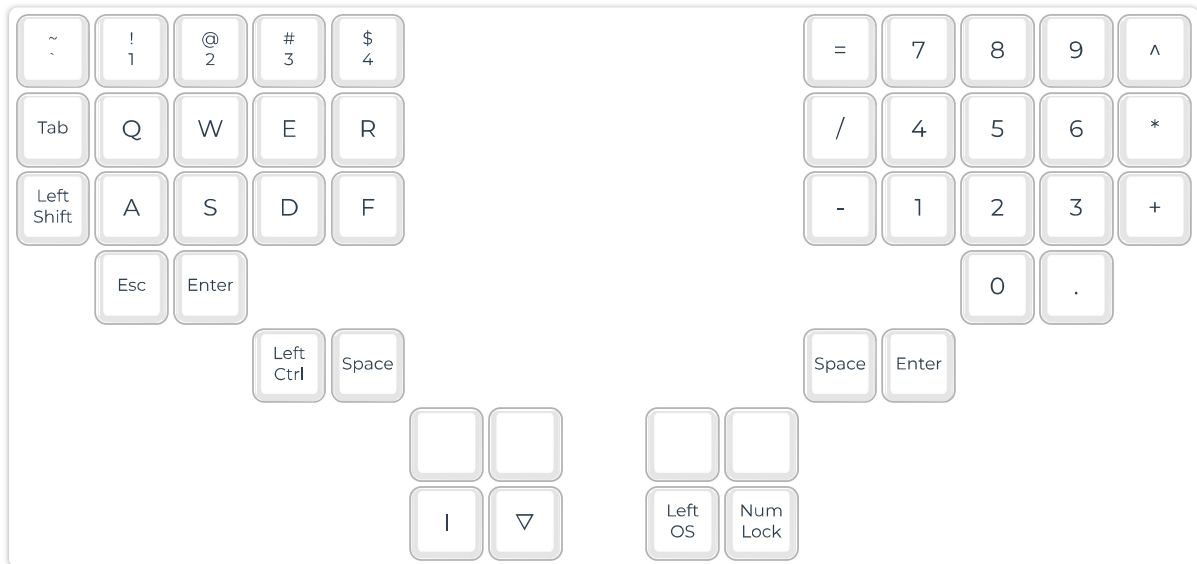 ~ ! @ # $ = 7 8 9 ^
` 1 2 3 4
Tab Q W E R / 4 5 6 *
Left Shift A S D F - 1 2 3 +
Esc Enter 0 .
Left Ctrl Space Space Enter
I ▽ Left OS Num Lock